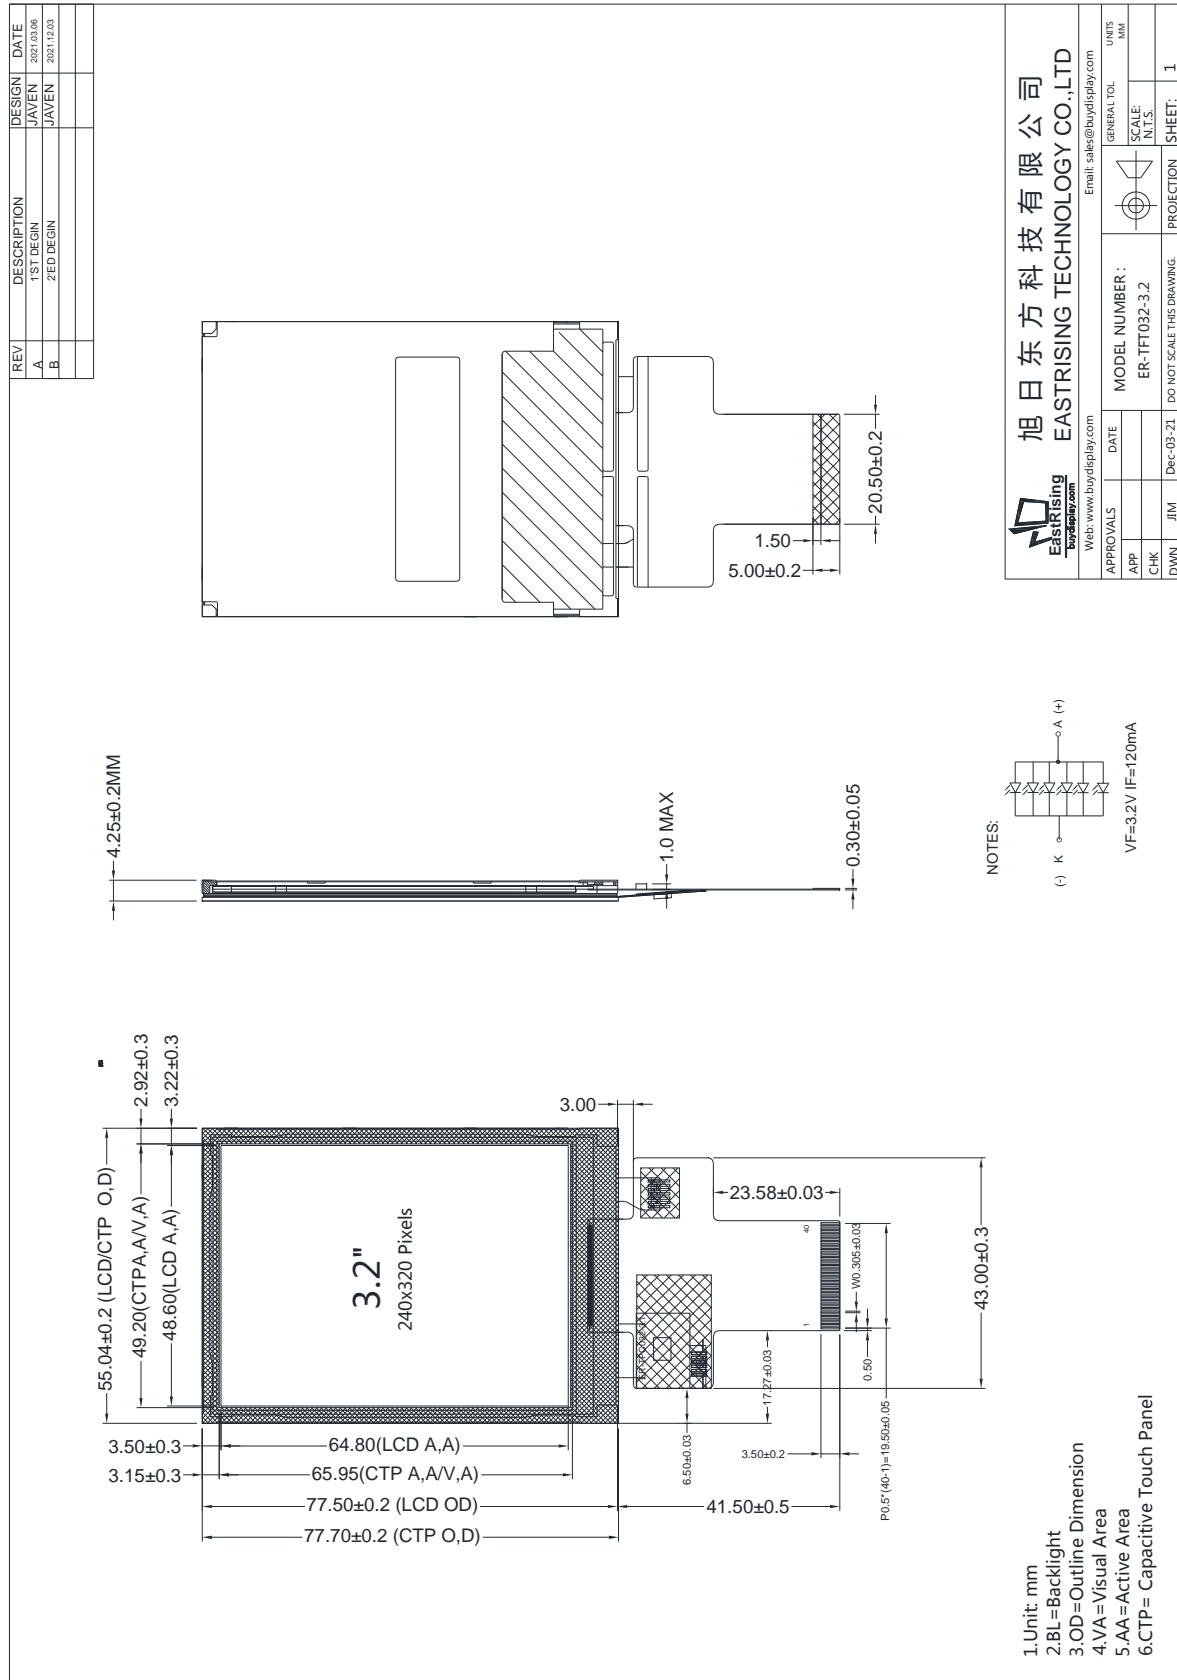 REV DESCRIPTION DESIGN DATE
A 1'ST DEGIN JAVEN 2021.03.06
B 2'ED DEGIN JAVEN 2021.12.03
55.04±0.2 (LCD/CTP O,D)
49.20(CTPA,A/V,A)
48.60(LCD A,A)
2.92±0.3
3.22±0.3
3.50±0.3
3.15±0.3
64.80(LCD A,A)
65.95(CTP A,A/V,A)
77.50±0.2 (LCD OD)
77.70±0.2 (CTP O,D)
3.2"
240x320 Pixels
3.00
23.58±0.03
43.00±0.3
40
1
W0.305±0.03
0.50
17.27±0.03
6.50±0.03
3.50±0.2
P0.5*(40-1)=19.50±0.05
41.50±0.5
4.25±0.2MM
1.0 MAX
0.30±0.05
1.50
5.00±0.2
20.50±0.2
1.Unit: mm
2.BL=Backlight
3.OD=Outline Dimension
4.VA=Visual Area
5.AA=Active Area
6.CTP= Capacitive Touch Panel
NOTES:
(-) K A (+)
VF=3.2V IF=120mA
EastRising
buydisplay.com
旭日东方科技有限公司
EASTRISING TECHNOLOGY CO.,LTD
Web: www.buydisplay.com Email: sales@buydisplay.com
APPROVALS DATE
APP
CHK
DWN JIM Dec-03-21
MODEL NUMBER :
ER-TFT032-3.2
DO NOT SCALE THIS DRAWING.
PROJECTION
GENERAL TOL
UNITS
MM
SCALE:
N.T.S.
SHEET: 1